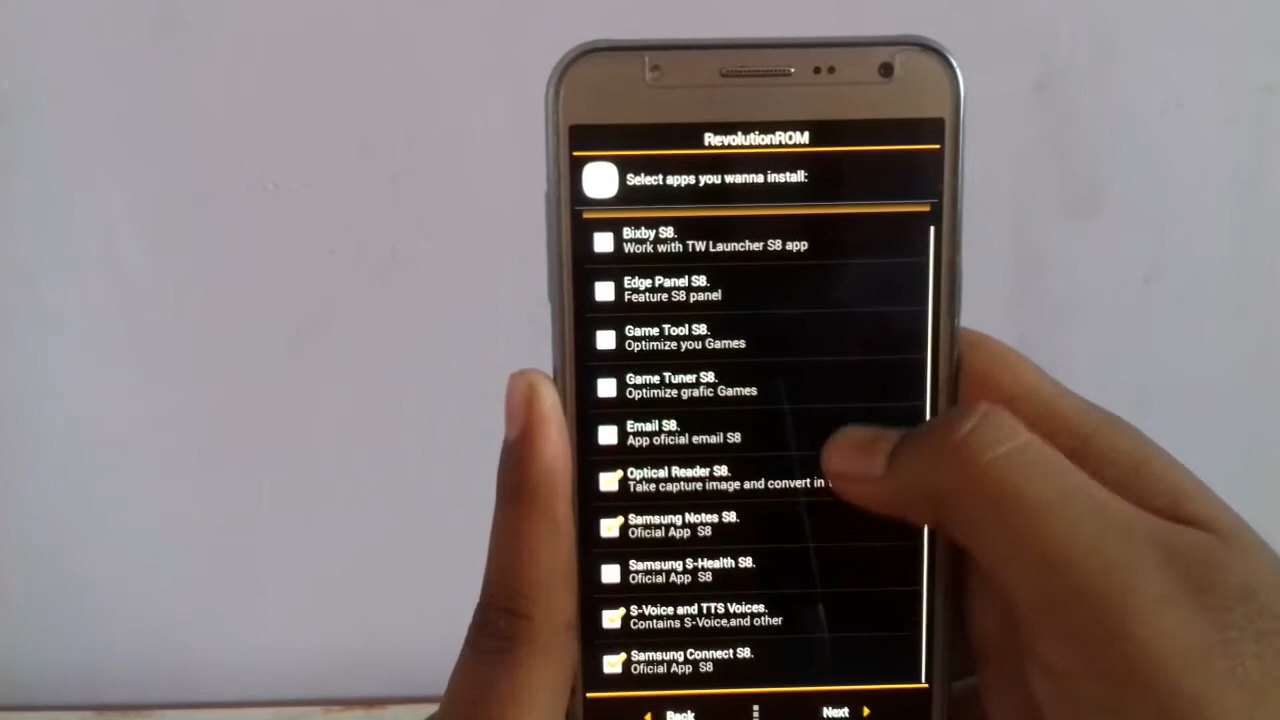 RevolutionROM
Select apps you wanna install:
Bixby S8.
Work with TW Launcher S8 app
Edge Panel S8.
Feature S8 panel
Game Tool S8.
Optimize you Games
Game Tuner S8.
Optimize grafic Games
Email S8.
App oficial email S8
Optical Reader S8.
Take capture image and convert in
Samsung Notes S8.
Oficial App S8
Samsung S-Health S8.
Oficial App S8
S-Voice and TTS Voices.
Contains S-Voice,and other
Samsung Connect S8.
Oficial App S8
Back
Next